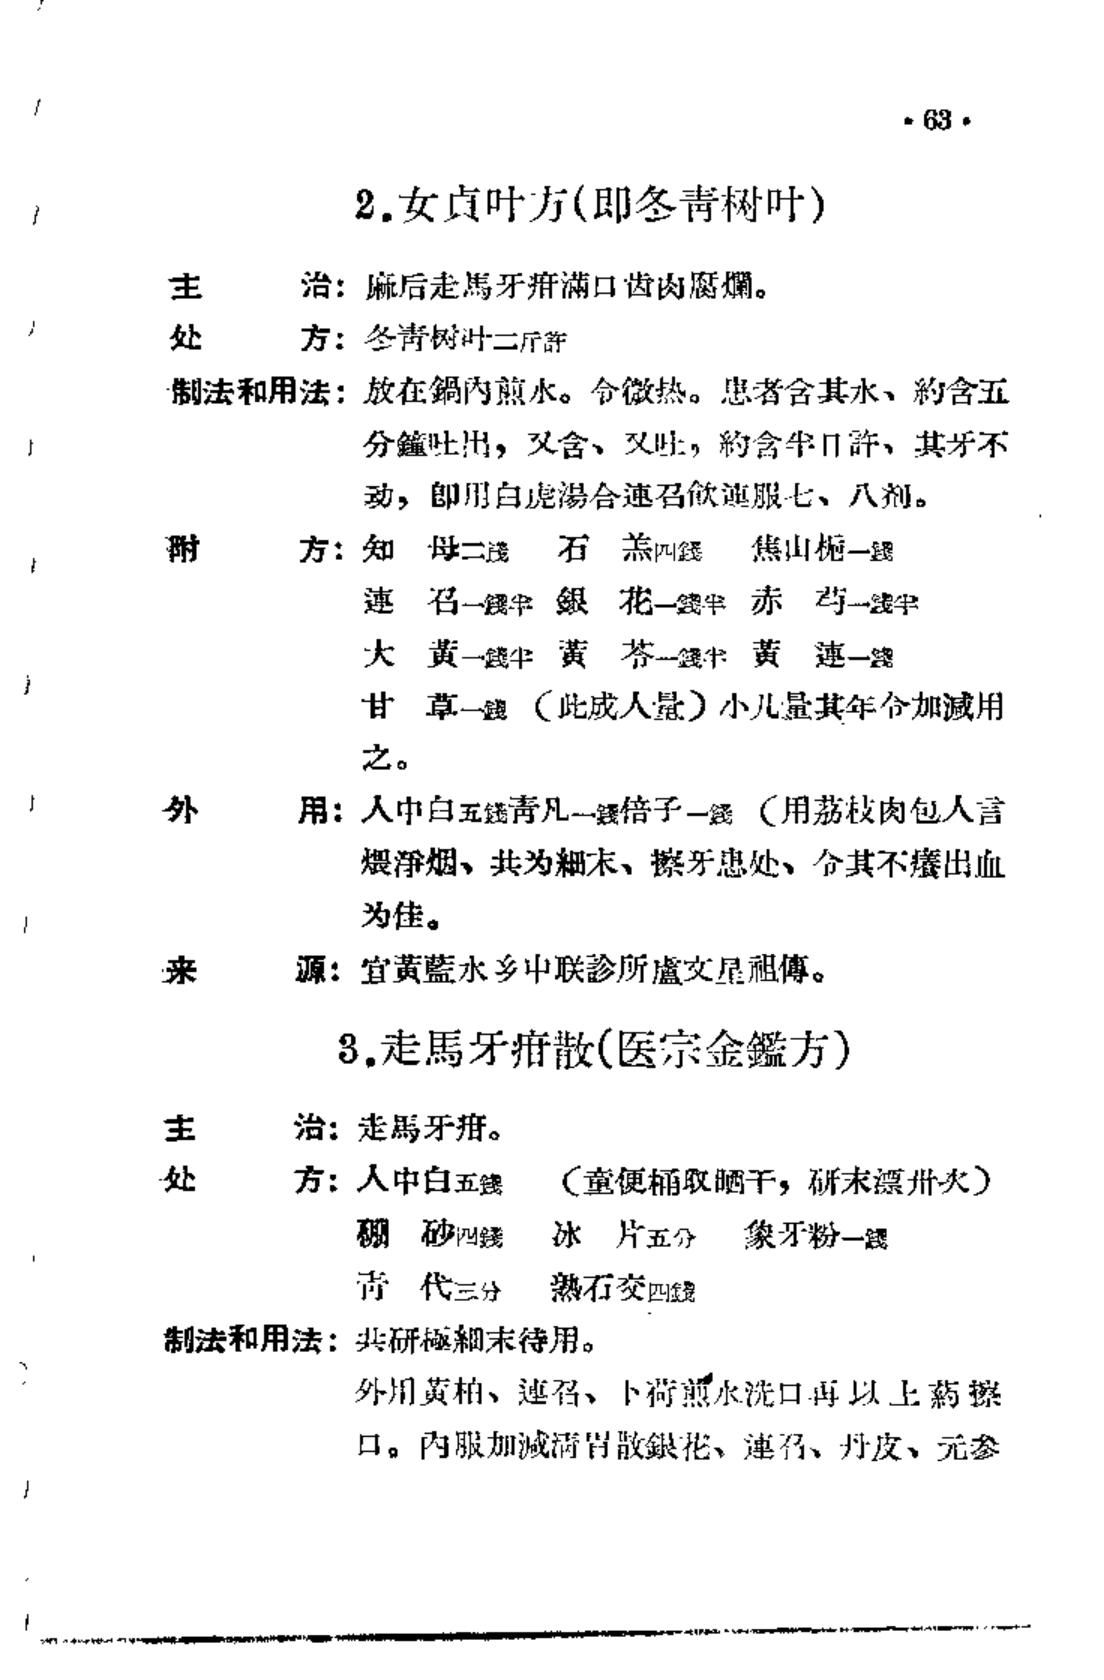 • 63 •
2.女貞叶方(即冬青树叶)
主　　治：麻后走馬牙疳滿口齿肉腐爛。
处　　方：冬青树叶二斤許
制法和用法：放在鍋內煎水。令微热。患者含其水、約含五
分鐘吐出，又含、又吐，約含半日許、其牙不
动，即用白虎湯合連召飲連服七、八剂。
附　　方：知　母二錢　石　羔四錢　焦山梔一錢
連　召一錢半　銀　花一錢半　赤　芍一錢半
大　黃一錢半　黃　芩一錢半　黃　連一錢
甘　草一錢（此成人量）小儿量其年令加減用
之。
外　　用：人中白五錢青凡一錢倍子一錢（用荔枝肉包人言
煨淨烟、共为細末、擦牙患处、令其不癢出血
为佳。
来　　源：宜黃藍水乡中联診所盧文星祖傳。
3.走馬牙疳散(医宗金鑑方)
主　　治：走馬牙疳。
处　　方：人中白五錢　（童便桶取晒干，研末漂卅次）
硼　砂四錢　冰　片五分　象牙粉一錢
青　代三分　熟石交四錢
制法和用法：共研極細末待用。
外用黃柏、連召、卜荷煎水洗口再以上药擦
口。內服加減清胃散銀花、連召、丹皮、元参